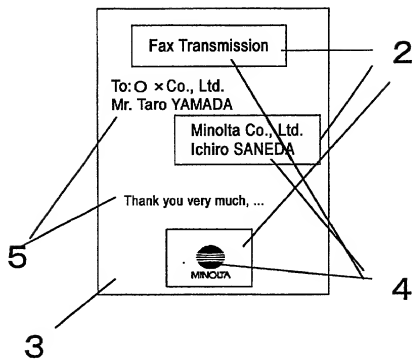 Fax Transmission
2
To: O × Co., Ltd.
Mr. Taro YAMADA
Minolta Co., Ltd.
Ichiro SANEDA
Thank you very much, ...
5
MINOLTA
4
3